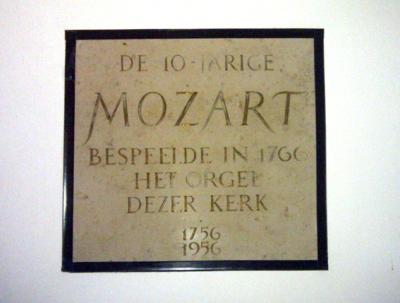 DE 10-JARIGE
MOZART
BESPEELDE IN 1766
HET ORGEL
DEZER KERK
1756
1956